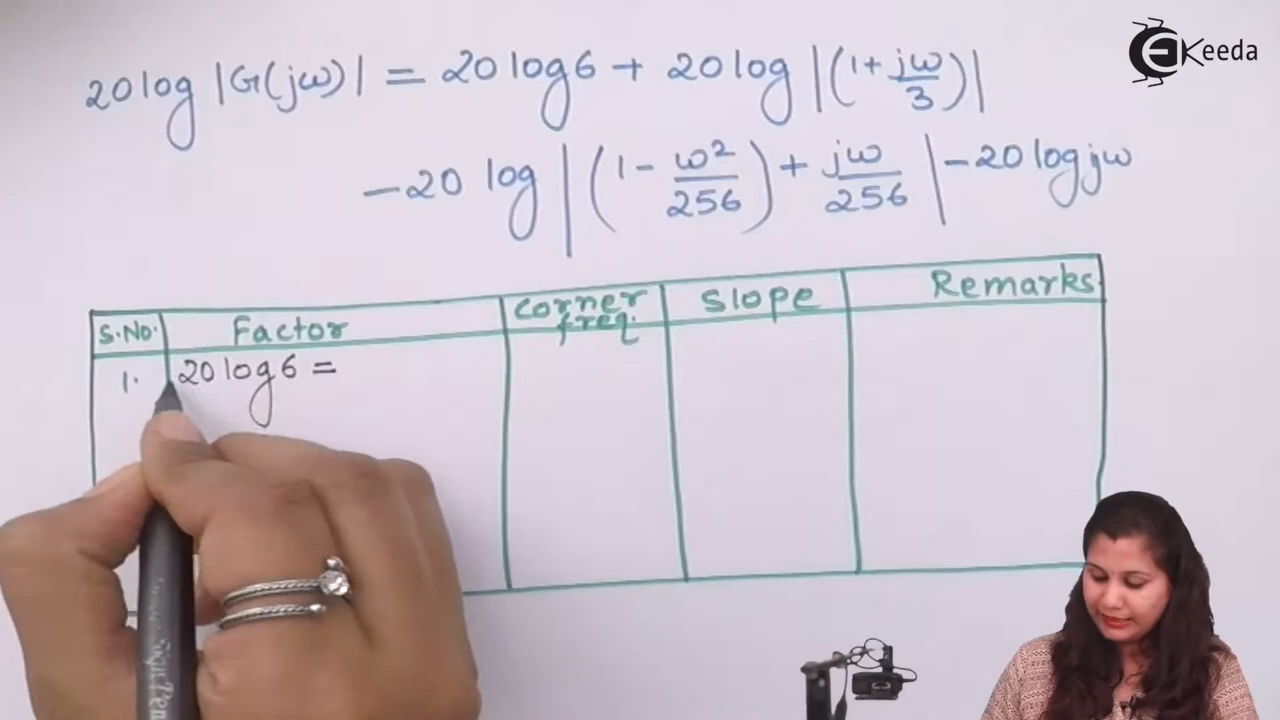 EKeeda
20 log |G(jω)| = 20 log 6 + 20 log |(1 + jω/3)|
-20 log |(1 - ω²/256) + jω/256| - 20 log jω
S.No. Factor Corner freq. Slope Remarks
1. 20 log 6 =